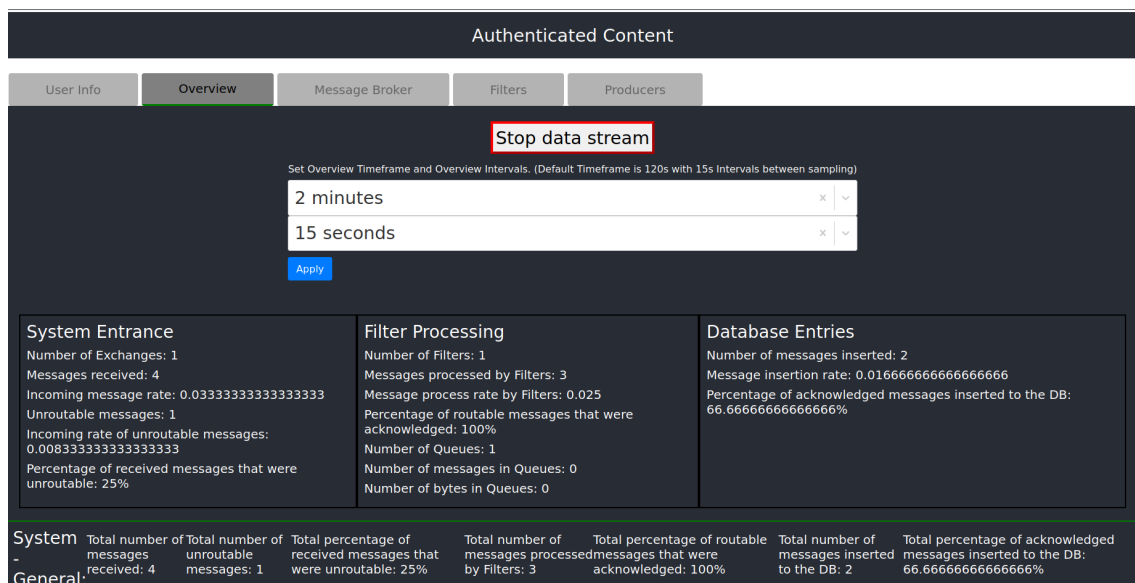 Authenticated Content
User Info
Overview
Message Broker
Filters
Producers
Stop data stream
Set Overview Timeframe and Overview Intervals. (Default Timeframe is 120s with 15s Intervals between sampling)
2 minutes
15 seconds
Apply
System Entrance
Number of Exchanges: 1
Messages received: 4
Incoming message rate: 0.03333333333333333
Unroutable messages: 1
Incoming rate of unroutable messages:
0.008333333333333333
Percentage of received messages that were
unroutable: 25%
Filter Processing
Number of Filters: 1
Messages processed by Filters: 3
Message process rate by Filters: 0.025
Percentage of routable messages that were
acknowledged: 100%
Number of Queues: 1
Number of messages in Queues: 0
Number of bytes in Queues: 0
Database Entries
Number of messages inserted: 2
Message insertion rate: 0.016666666666666666
Percentage of acknowledged messages inserted to the DB:
66.66666666666666%
System
-
General:
Total number of
messages
received: 4
Total number of
unroutable
messages: 1
Total percentage of
received messages that
were unroutable: 25%
Total number of
messages processed
by Filters: 3
Total percentage of routable
messages that were
acknowledged: 100%
Total number of
messages inserted
to the DB: 2
Total percentage of acknowledged
messages inserted to the DB:
66.66666666666666%